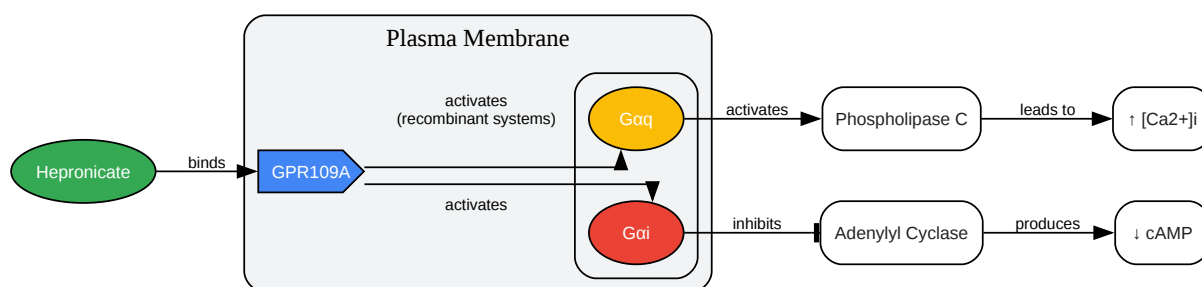 Plasma Membrane
activates
(recombinant systems)
Gαq
activates
Phospholipase C
leads to
↑ [Ca2+]i
Hepronicate
binds
GPR109A
activates
Gαi
inhibits
Adenylyl Cyclase
produces
↓ cAMP